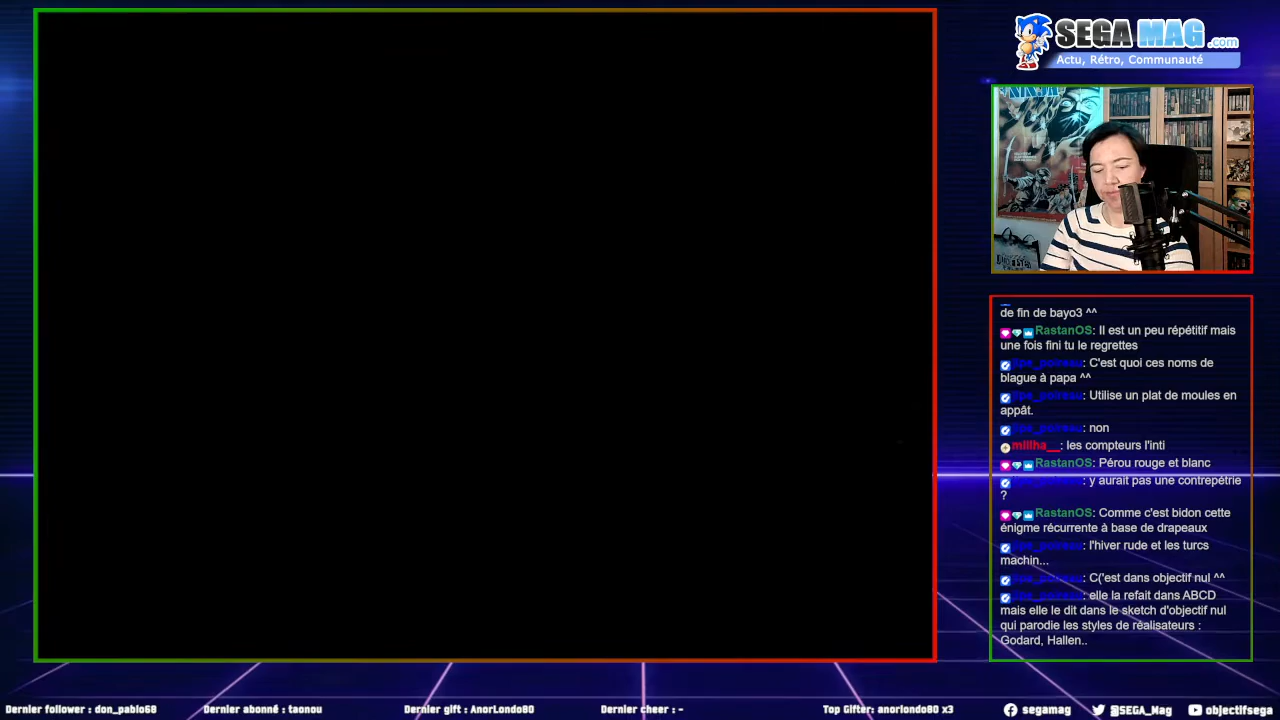 SEGA MAG .com
Actu, Rétro, Communauté
de fin de bayo3 ^^
RastanOS: Il est un peu répétitif mais
une fois fini tu le regrettes
: C'est quoi ces noms de
blague à papa ^^
: Utilise un plat de moules en
appât.
: non
: les compteurs l'inti
RastanOS: Pérou rouge et blanc
: y aurait pas une contrepétrie
?
RastanOS: Comme c'est bidon cette
énigme récurrente à base de drapeaux
: l'hiver rude et les turcs
machin...
: C('est dans objectif nul ^^
: elle la refait dans ABCD
mais elle le dit dans le sketch d'objectif nul
qui parodie les styles de réalisateurs :
Godard, Hallen..
Dernier follower : don_pablo68
Dernier abonné : taonou
Dernier gift : AnorLondo80
Dernier cheer : -
Top Gifter: anorlondo80 x3
segamag
@SEGA_Mag
objectifsega